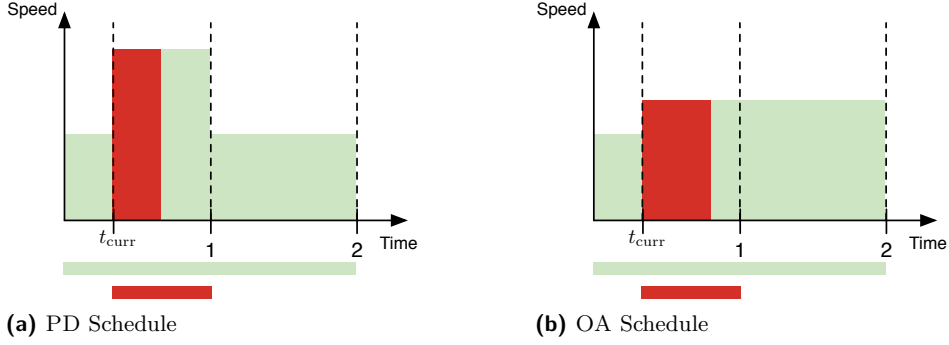 Speed
t_curr
1
2
Time
(a) PD Schedule
Speed
t_curr
1
2
Time
(b) OA Schedule